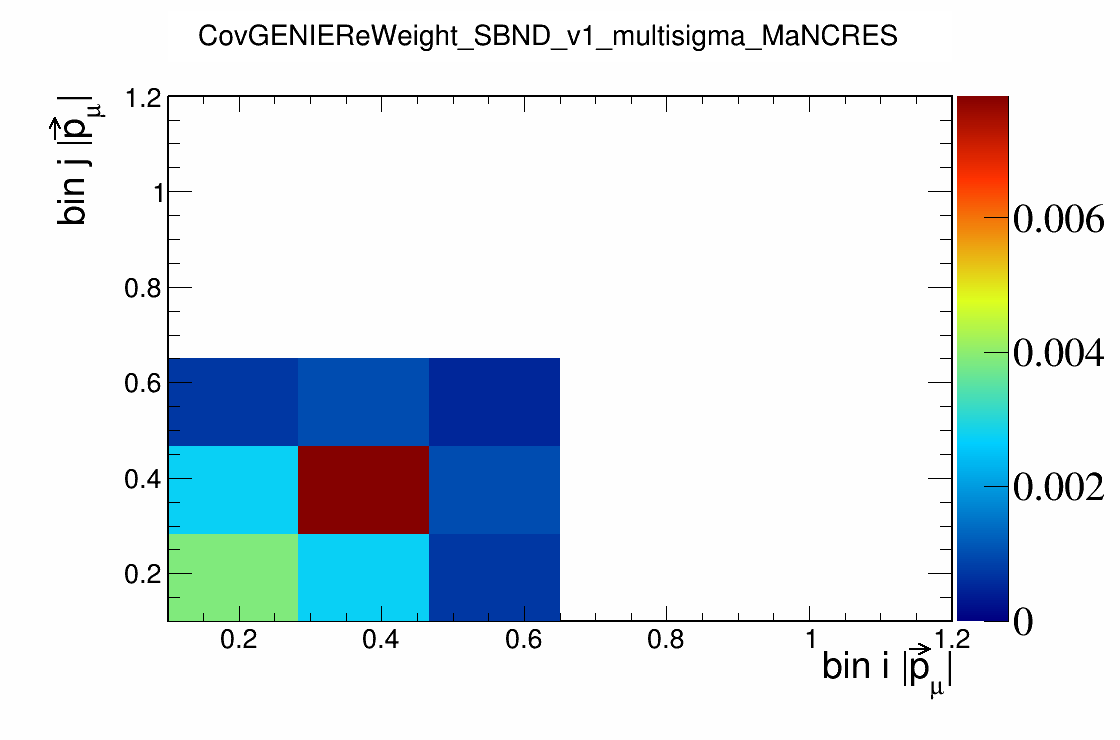 CovGENIEReWeight_SBND_v1_multisigma_MaNCRES
bin j |p⃗μ|
1.2
1
0.8
0.6
0.4
0.2
0.2 0.4 0.6 0.8 1 1.2
bin i |p⃗μ|
0.006
0.004
0.002
0